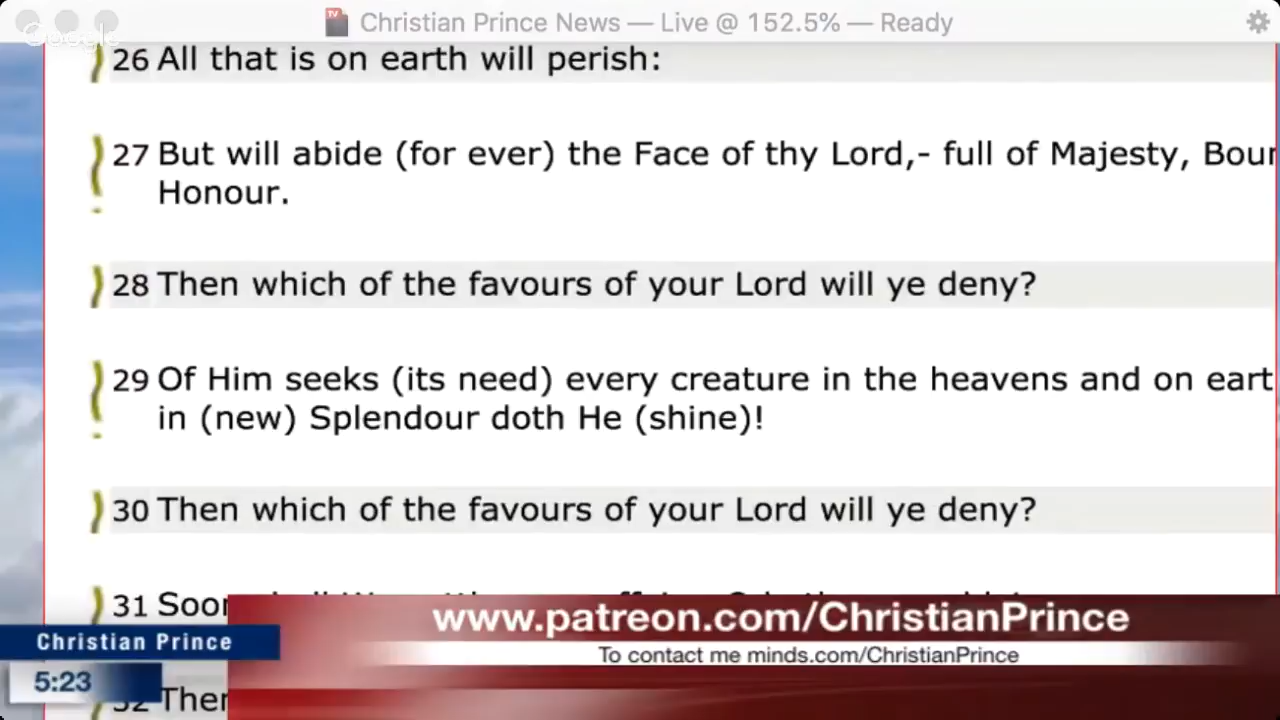 Christian Prince News — Live @ 152.5% — Ready
Google
26 All that is on earth will perish:
27 But will abide (for ever) the Face of thy Lord,- full of Majesty,
Honour.
28 Then which of the favours of your Lord will ye deny?
29 Of Him seeks (its need) every creature in the heavens and on
in (new) Splendour doth He (shine)!
30 Then which of the favours of your Lord will ye deny?
31
www.patreon.com/ChristianPrince
Christian Prince
To contact me minds.com/ChristianPrince
5:23
32